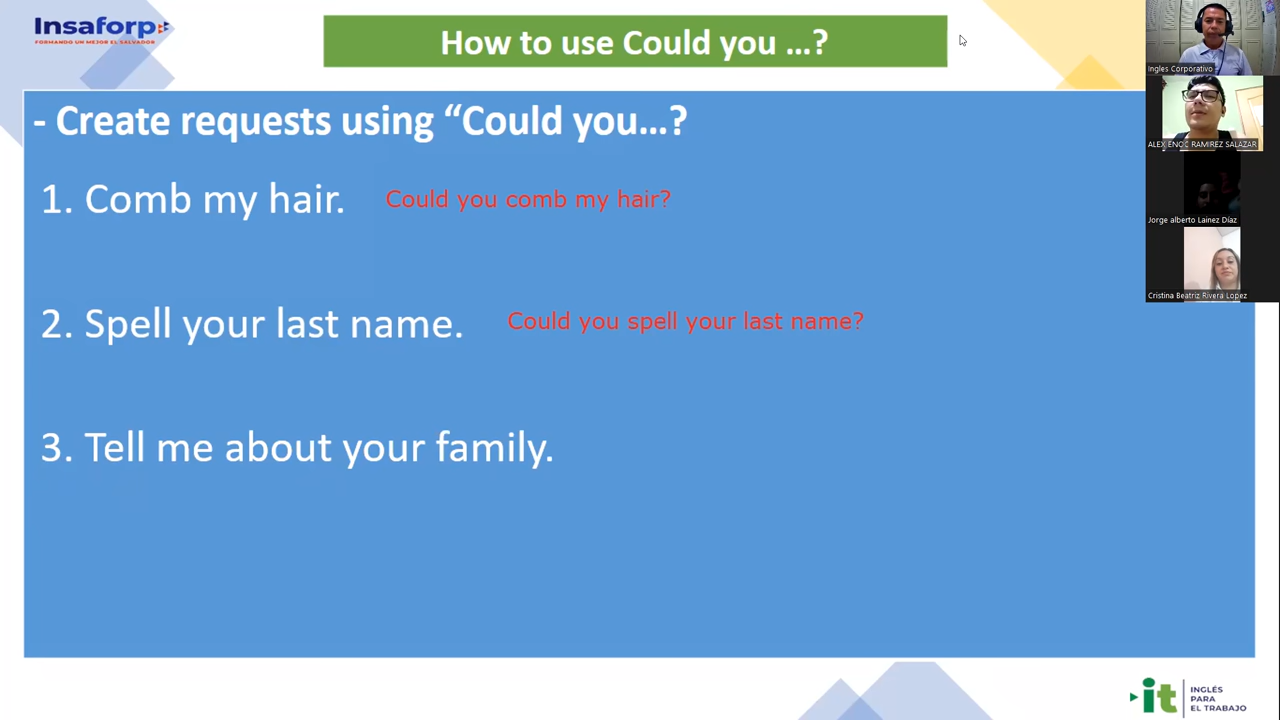 Insaforp
FORMANDO UN MEJOR EL SALVADOR
How to use Could you ...?
- Create requests using “Could you...?
1. Comb my hair.
Could you comb my hair?
2. Spell your last name.
Could you spell your last name?
3. Tell me about your family.
Ingles Corporativo
ALEX ENOC RAMIREZ SALAZAR
Jorge alberto Lainez Díaz
Cristina Beatriz Rivera Lopez
it
INGLÉS
PARA
EL TRABAJO